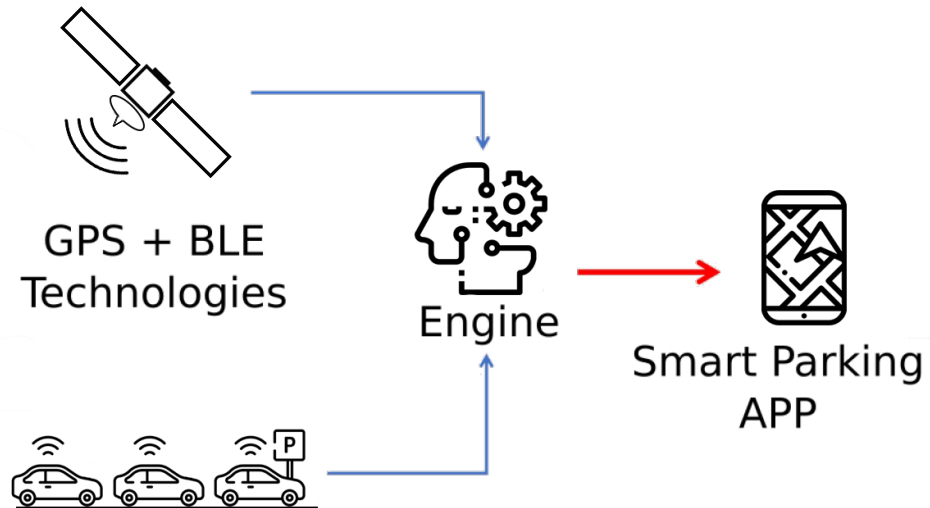 GPS + BLE
Technologies
Engine
Smart Parking
APP
P